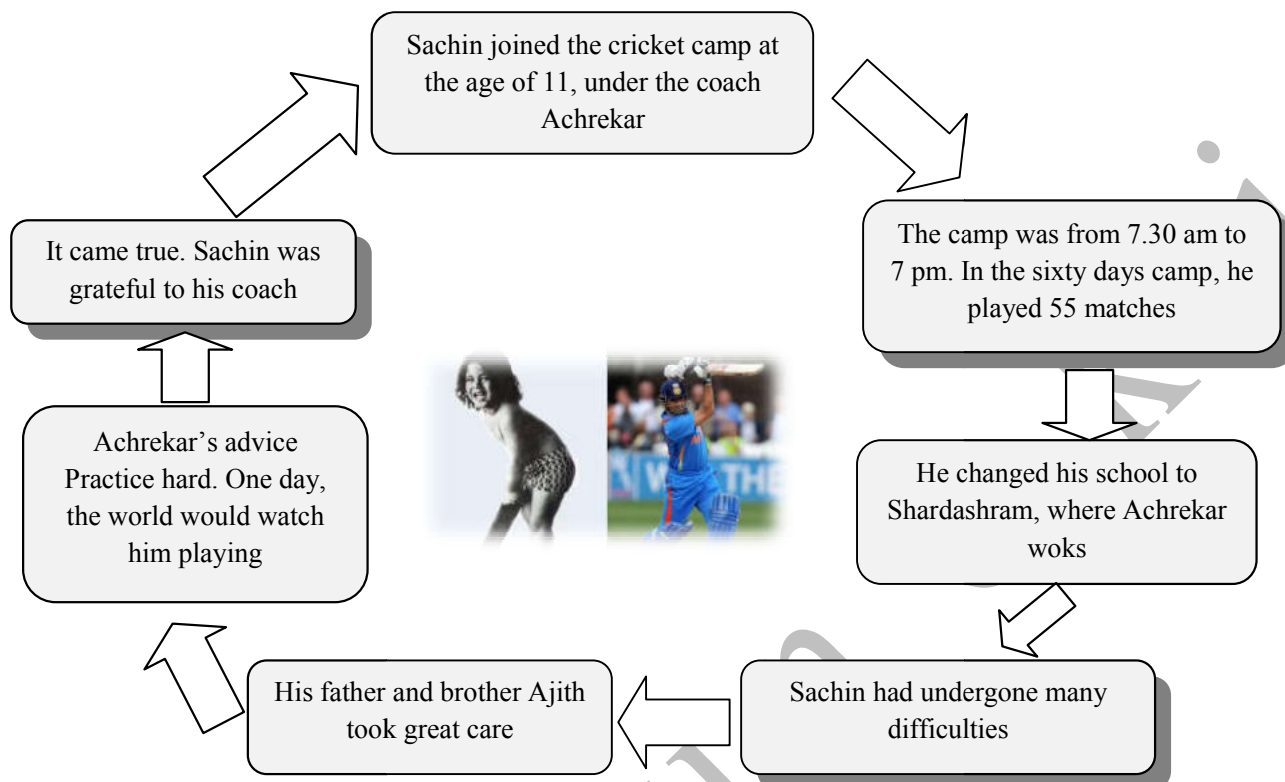 Sachin joined the cricket camp at
the age of 11, under the coach
Achrekar
The camp was from 7.30 am to
7 pm. In the sixty days camp, he
played 55 matches
He changed his school to
Shardashram, where Achrekar
woks
Sachin had undergone many
difficulties
His father and brother Ajith
took great care
Achrekar’s advice
Practice hard. One day,
the world would watch
him playing
It came true. Sachin was
grateful to his coach